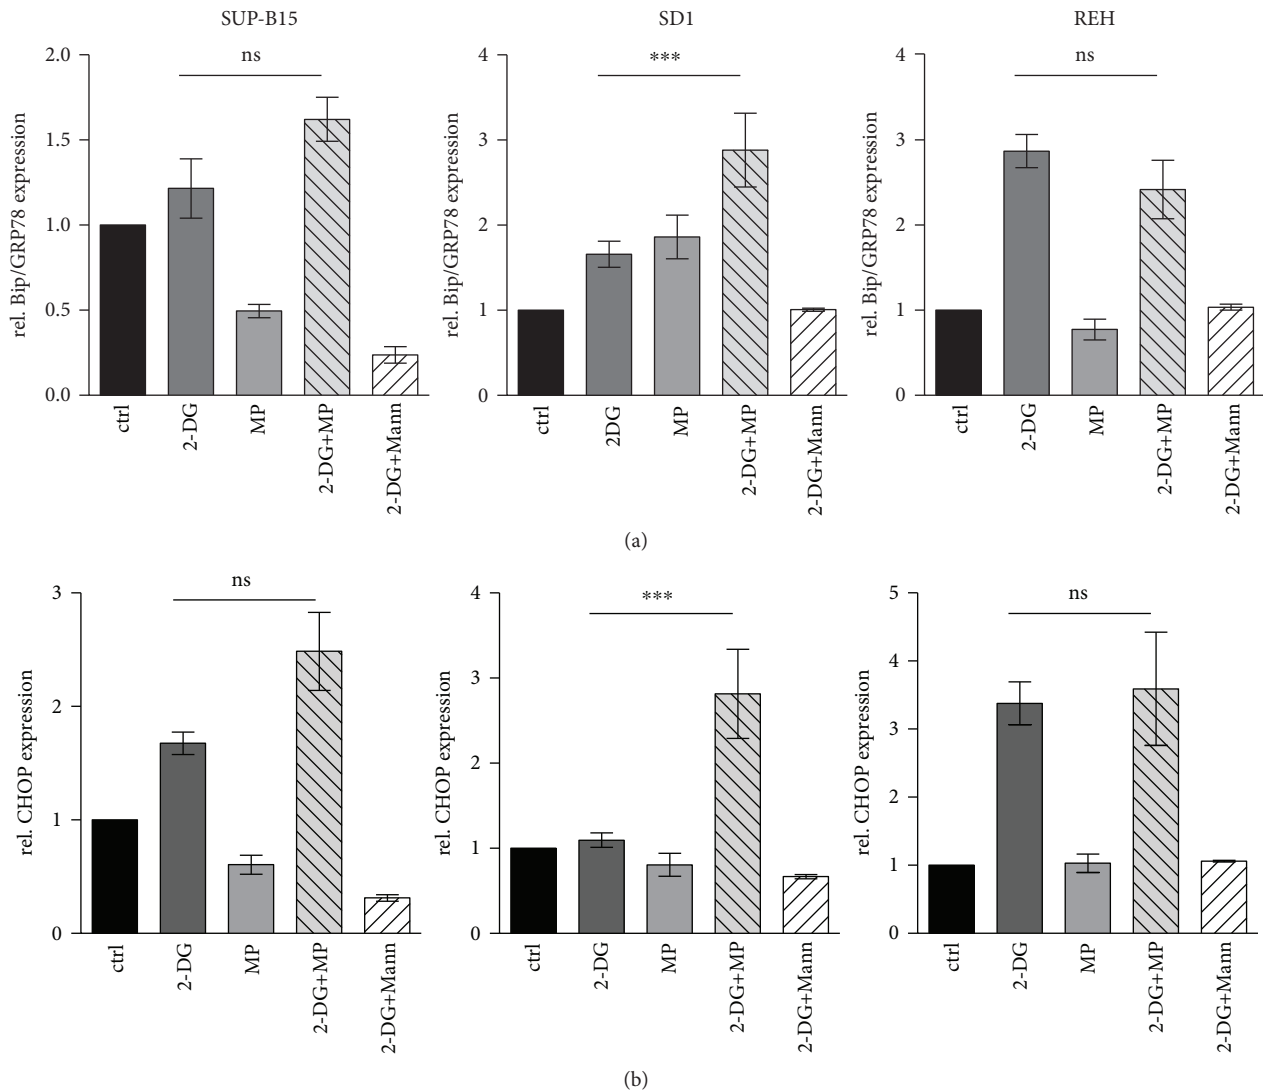 SUP-B15
SD1
REH
rel. Bip/GRP78 expression
2.0
1.5
1.0
0.5
0.0
ns
ctrl
2-DG
MP
2-DG+MP
2-DG+Mann
rel. Bip/GRP78 expression
4
3
2
1
0
***
ctrl
2DG
MP
2-DG+MP
2-DG+Mann
rel. Bip/GRP78 expression
4
3
2
1
0
ns
ctrl
2-DG
MP
2-DG+MP
2-DG+Mann
(a)
rel. CHOP expression
3
2
1
0
ns
ctrl
2-DG
MP
2-DG+MP
2-DG+Mann
rel. CHOP expression
4
3
2
1
0
***
ctrl
2-DG
MP
2-DG+MP
2-DG+Mann
rel. CHOP expression
5
4
3
2
1
0
ns
ctrl
2-DG
MP
2-DG+MP
2-DG+Mann
(b)